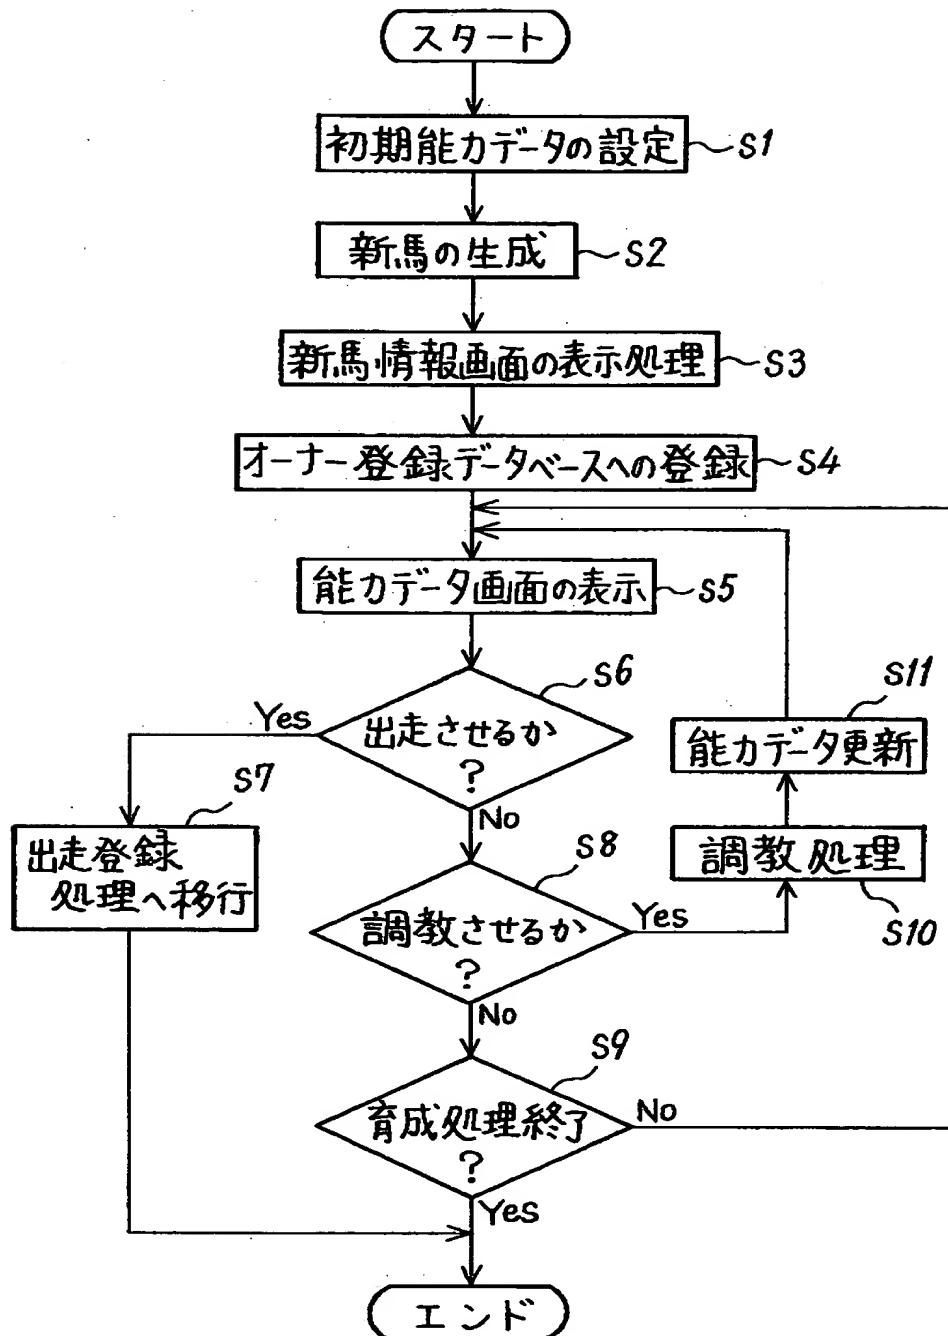 スタート
初期能力データの設定
S1
新馬の生成
S2
新馬情報画面の表示処理
S3
オーナー登録データベースへの登録
S4
能力データ画面の表示
S5
出走させるか
?
S6
Yes
No
出走登録
処理へ移行
S7
調教させるか
?
S8
Yes
No
調教処理
S10
能力データ更新
S11
育成処理終了
?
S9
No
Yes
エンド